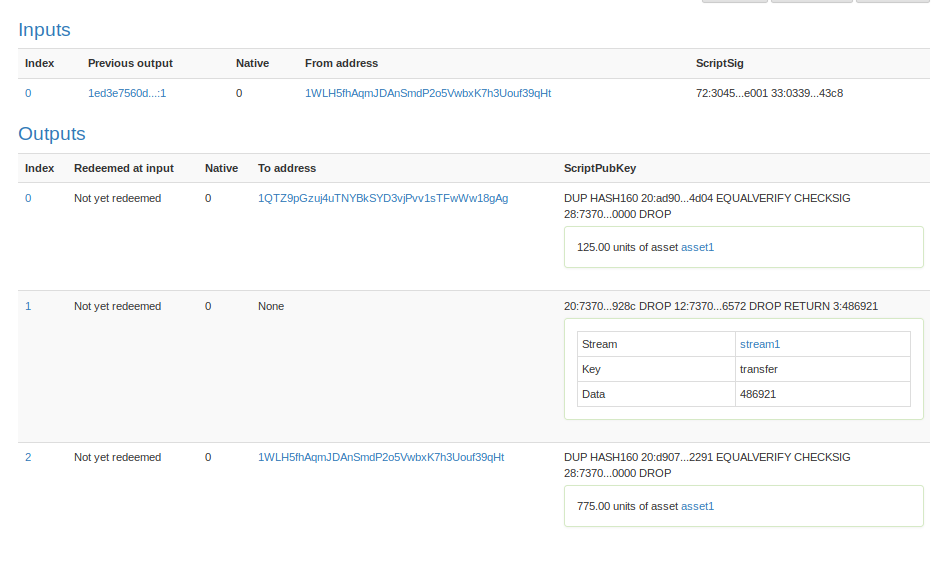 Inputs
Index Previous output Native From address ScriptSig
0 1ed3e7560d...:1 0 1WLH5fhAqmJDAnSmdP2o5VwbxK7h3Uouf39qHt 72:3045...e001 33:0339...43c8
Outputs
Index Redeemed at input Native To address ScriptPubKey
0 Not yet redeemed 0 1QTZ9pGzuj4uTNYBkSYD3vjPvv1sTFwWw18gAg DUP HASH160 20:ad90...4d04 EQUALVERIFY CHECKSIG
28:7370...0000 DROP
125.00 units of asset asset1
1 Not yet redeemed 0 None 20:7370...928c DROP 12:7370...6572 DROP RETURN 3:486921
Stream stream1
Key transfer
Data 486921
2 Not yet redeemed 0 1WLH5fhAqmJDAnSmdP2o5VwbxK7h3Uouf39qHt DUP HASH160 20:d907...2291 EQUALVERIFY CHECKSIG
28:7370...0000 DROP
775.00 units of asset asset1